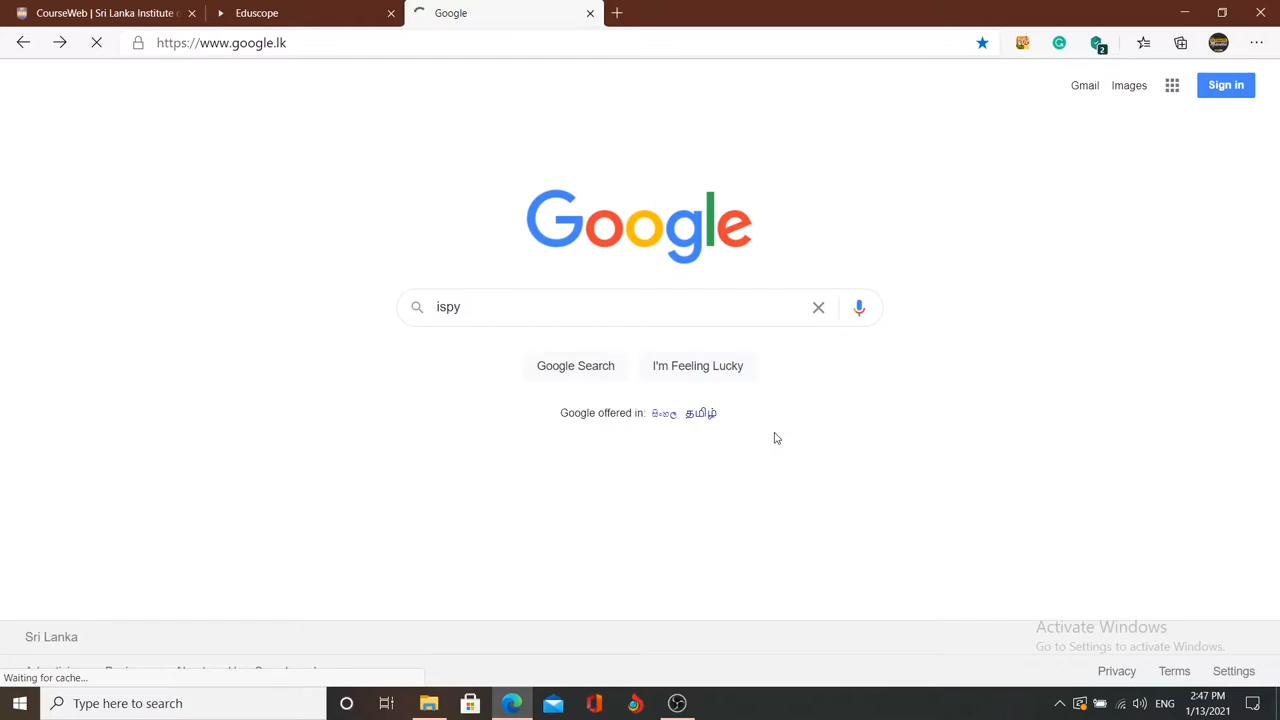 CourseWeb | Sri Lanka Institute
Eduscope
Google
https://www.google.lk
2
Gmail Images Sign in
Google
ispy
Google Search I'm Feeling Lucky
Google offered in: සිංහල தமிழ்
Sri Lanka
Activate Windows
Go to Settings to activate Windows.
Privacy Terms Settings
Waiting for cache...
Type here to search
ENG
2:47 PM
1/13/2021